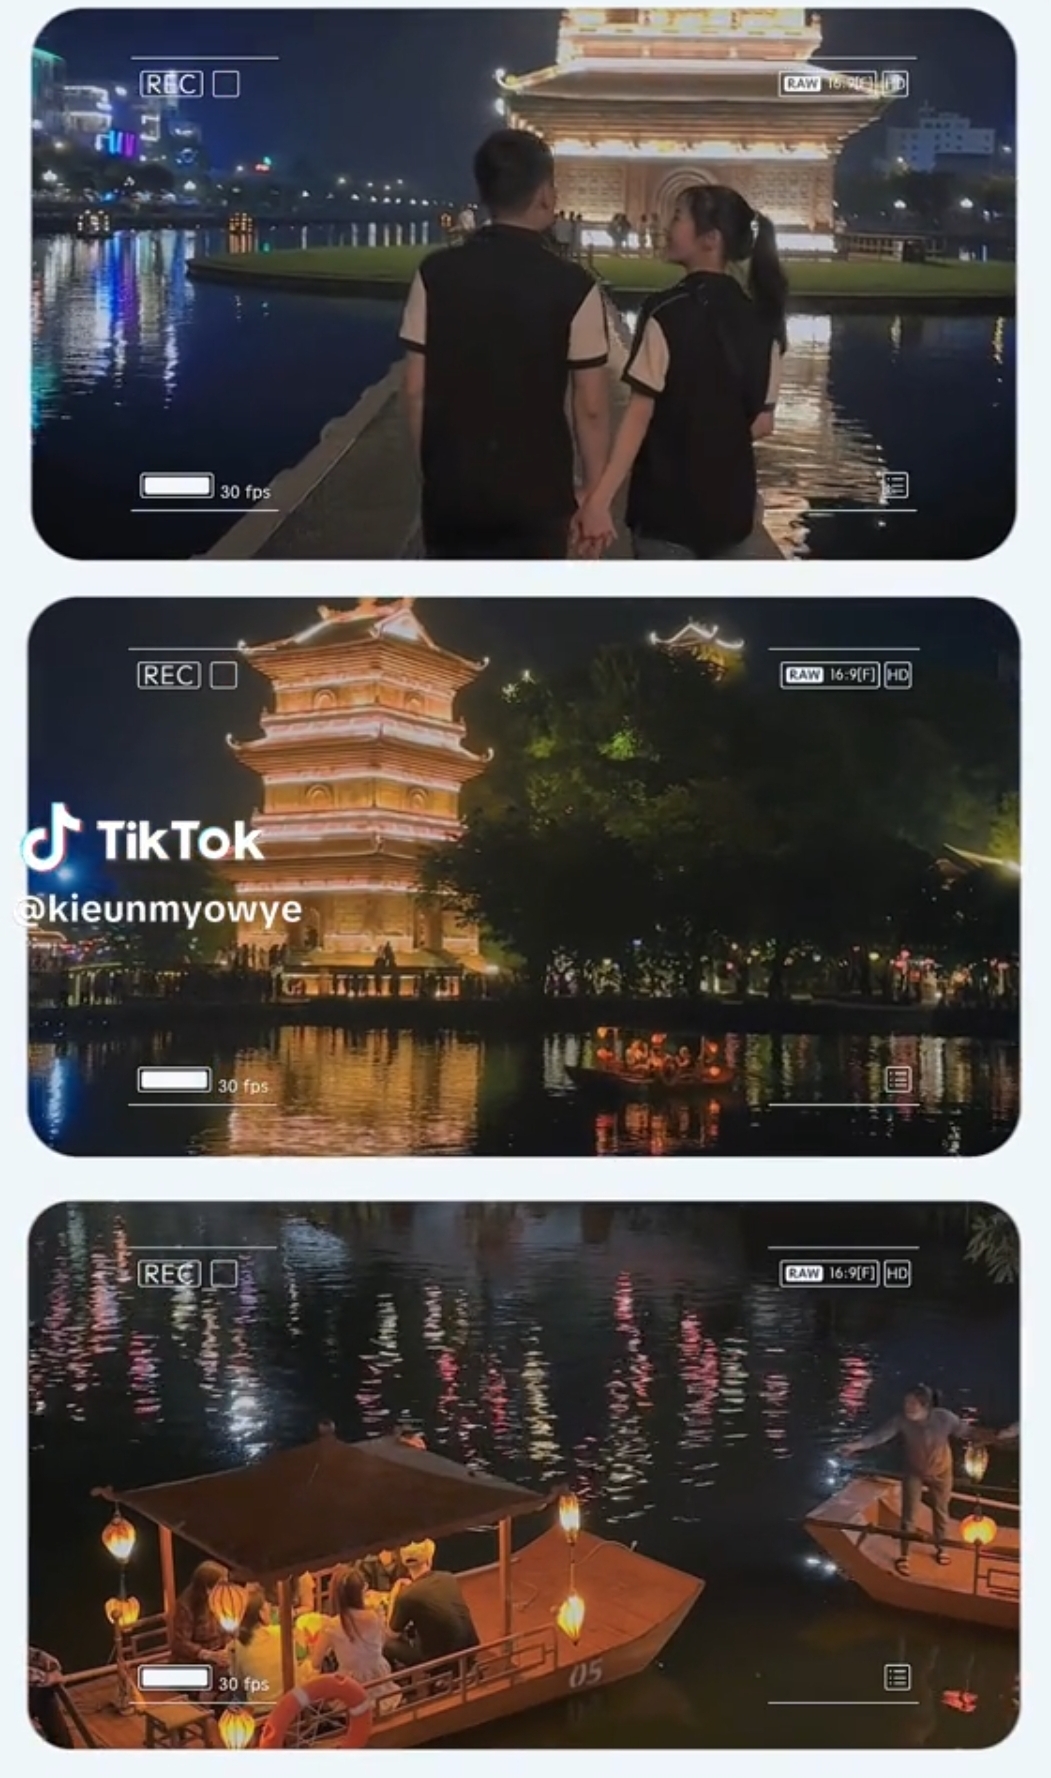 REC
RAW 16:9[F] HD
30 fps
REC
RAW 16:9[F] HD
TikTok
@kieunmyowye
30 fps
REC
RAW 16:9[F] HD
05
30 fps